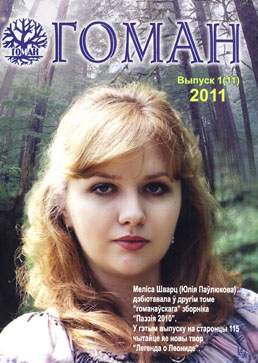 ГОМАН
ГОМАН
Выпуск 1(11)
2011
Меліса Шварц (Юлія Паўлюкова)
дэбютавала ў другім томе
"гоманаўскага" зборніка
"Паэзія 2010".
У гэтым выпуску на старонцы 115
чытайце яе новы твор
"Легенда о Леониде".